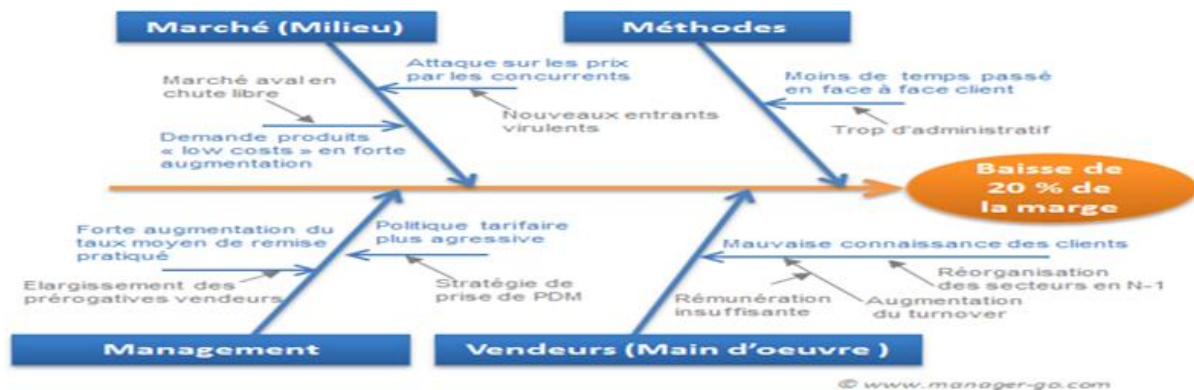 Marché (Milieu)
Méthodes
Marché aval en
chute libre
Attaque sur les prix
par les concurrents
Nouveaux entrants
virulents
Demande produits
« low costs » en forte
augmentation
Moins de temps passé
en face à face client
Trop d'administratif
Baisse de
20 % de
la marge
Forte augmentation du
taux moyen de remise
pratiqué
Elargissement des
prérogatives vendeurs
Politique tarifaire
plus agressive
Stratégie de
prise de PDM
Mauvaise connaissance des clients
Rémunération
insuffisante
Augmentation
du turnover
Réorganisation
des secteurs en N-1
Management
Vendeurs (Main d'oeuvre )
© www.manager-go.com